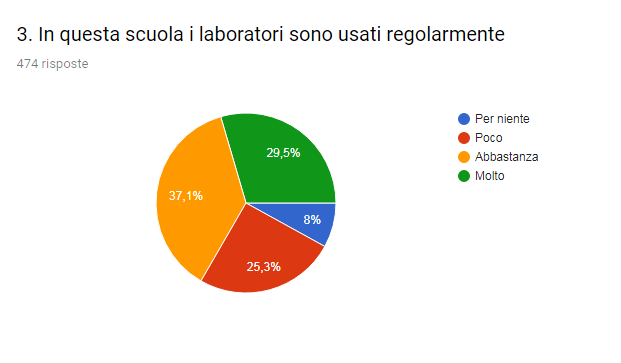 3. In questa scuola i laboratori sono usati regolarmente
474 risposte
Per niente
Poco
Abbastanza
Molto
29,5%
37,1%
8%
25,3%